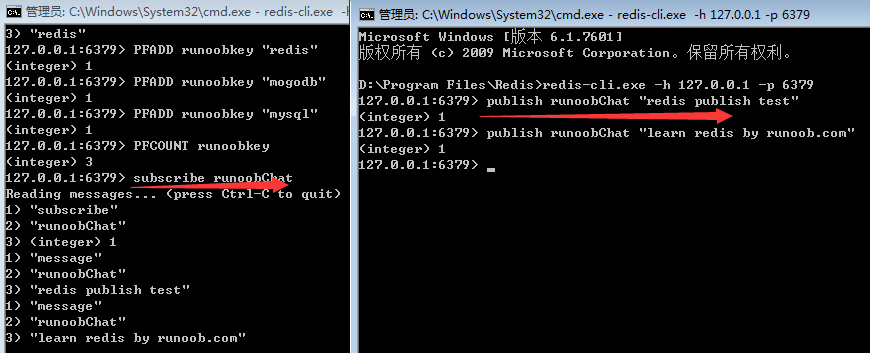 管理员: C:\Windows\System32\cmd.exe - redis-cli.exe -h
3) "redis"
127.0.0.1:6379> PFADD runoobkey "redis"
(integer) 1
127.0.0.1:6379> PFADD runoobkey "mogodb"
(integer) 1
127.0.0.1:6379> PFADD runoobkey "mysql"
(integer) 1
127.0.0.1:6379> PFCOUNT runoobkey
(integer) 3
127.0.0.1:6379> subscribe runoobChat
Reading messages... (press Ctrl-C to quit)
1) "subscribe"
2) "runoobChat"
3) (integer) 1
1) "message"
2) "runoobChat"
3) "redis publish test"
1) "message"
2) "runoobChat"
3) "learn redis by runoob.com"
管理员: C:\Windows\System32\cmd.exe - redis-cli.exe -h 127.0.0.1 -p 6379
Microsoft Windows [版本 6.1.7601]
版权所有 (c) 2009 Microsoft Corporation。保留所有权利。
D:\Program Files\Redis>redis-cli.exe -h 127.0.0.1 -p 6379
127.0.0.1:6379> publish runoobChat "redis publish test"
(integer) 1
127.0.0.1:6379> publish runoobChat "learn redis by runoob.com"
(integer) 1
127.0.0.1:6379>